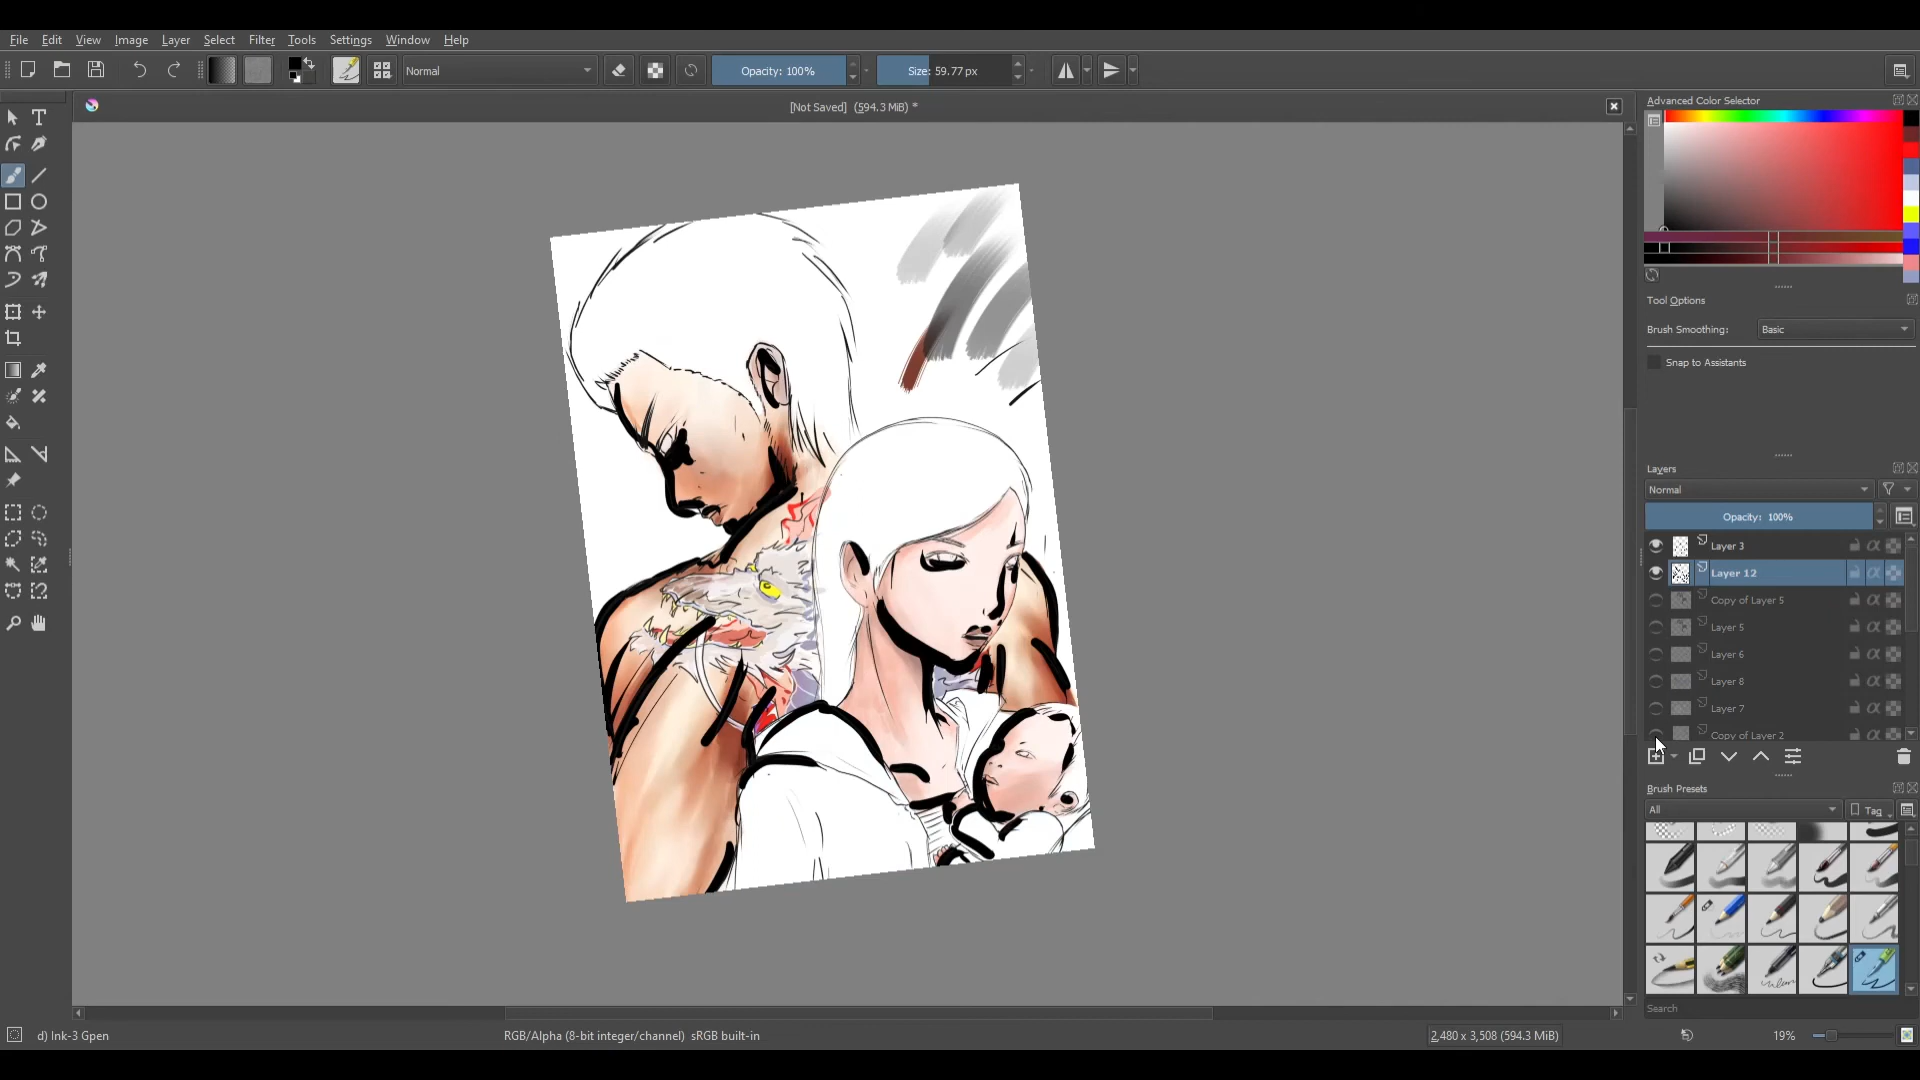 File Edit View Image Layer Select Filter Tools Settings Window Help
Normal
Opacity: 100%
Size: 59.77 px
[Not Saved] (594.3 MiB) *
Advanced Color Selector
Tool Options
Brush Smoothing: Basic
Snap to Assistants
Layers
Normal
Opacity: 100%
Layer 3
Layer 12
Copy of Layer 5
Layer 5
Layer 6
Layer 8
Layer 7
Copy of Layer 2
Brush Presets
All
Tag
Search
d) Ink-3 Gpen
RGB/Alpha (8-bit integer/channel) sRGB built-in
2,480 x 3,508 (594.3 MiB)
19%